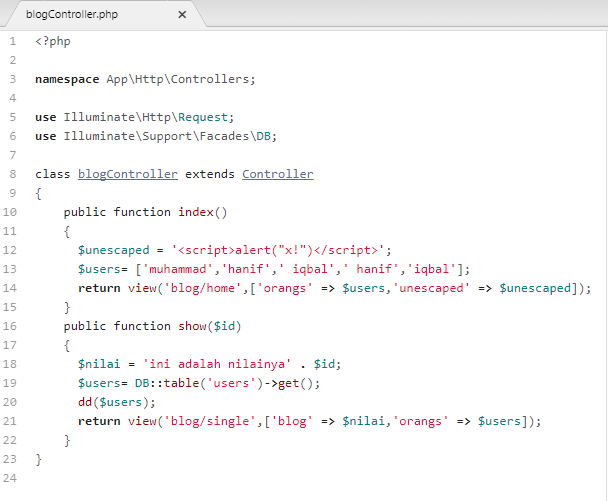 blogController.php ×
1 <?php
2
3 namespace App\Http\Controllers;
4
5 use Illuminate\Http\Request;
6 use Illuminate\Support\Facades\DB;
7
8 class blogController extends Controller
9 {
10     public function index()
11     {
12       $unescaped = '<script>alert("x!")</script>';
13       $users= ['muhammad','hanif',' iqbal',' hanif','iqbal'];
14       return view('blog/home',['orangs' => $users,'unescaped' => $unescaped]);
15     }
16     public function show($id)
17     {
18       $nilai = 'ini adalah nilainya' . $id;
19       $users= DB::table('users')->get();
20       dd($users);
21       return view('blog/single',['blog' => $nilai,'orangs' => $users]);
22     }
23 }
24